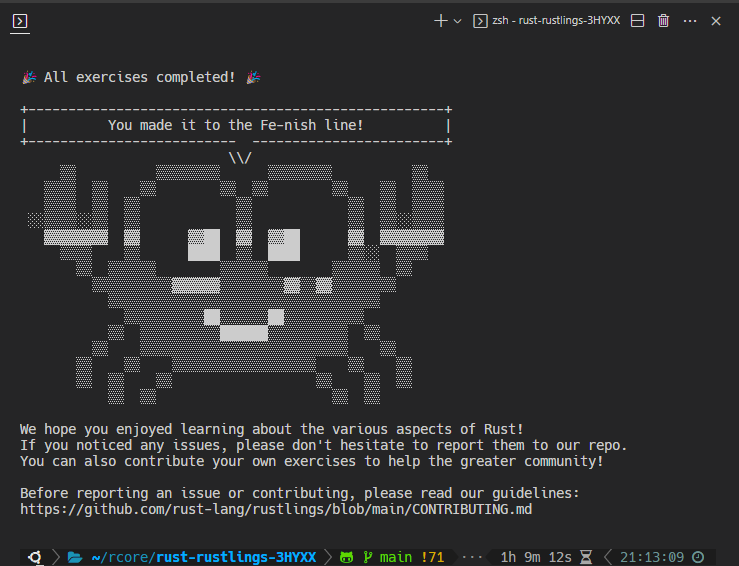 zsh - rust-rustlings-3HYXX
🎉 All exercises completed! 🎉
+----------------------------------------------------+
|          You made it to the Fe-nish line!          |
+--------------------------  ------------------------+
\\/
We hope you enjoyed learning about the various aspects of Rust!
If you noticed any issues, please don't hesitate to report them to our repo.
You can also contribute your own exercises to help the greater community!
Before reporting an issue or contributing, please read our guidelines:
https://github.com/rust-lang/rustlings/blob/main/CONTRIBUTING.md
~/rcore/rust-rustlings-3HYXX main !71 ··· 1h 9m 12s 21:13:09